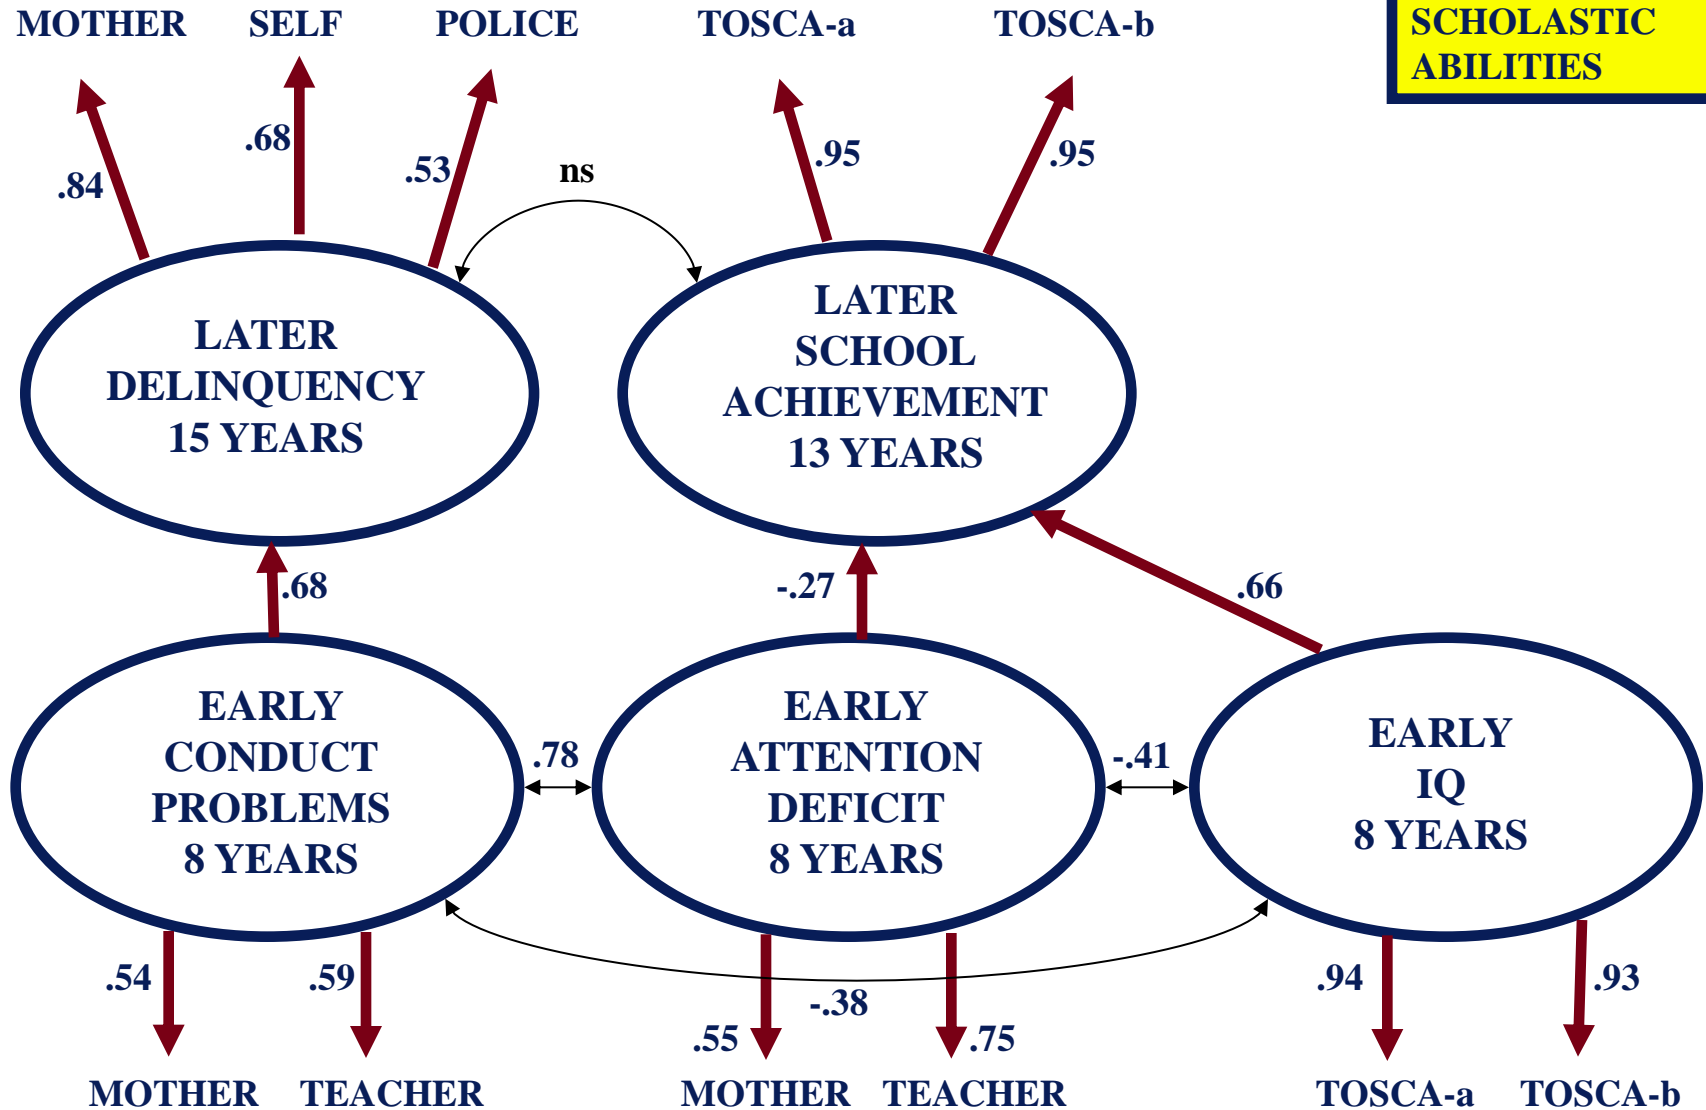 MOTHER SELF POLICE TOSCA-a TOSCA-b
SCHOLASTIC
ABILITIES
.84 .68 .53 ns .95 .95
LATER
DELINQUENCY
15 YEARS
LATER
SCHOOL
ACHIEVEMENT
13 YEARS
.68 -.27 .66
EARLY
CONDUCT
PROBLEMS
8 YEARS
.78
EARLY
ATTENTION
DEFICIT
8 YEARS
-.41
EARLY
IQ
8 YEARS
.54 .59 -.38 .94 .93
.55 .75
MOTHER TEACHER MOTHER TEACHER TOSCA-a TOSCA-b